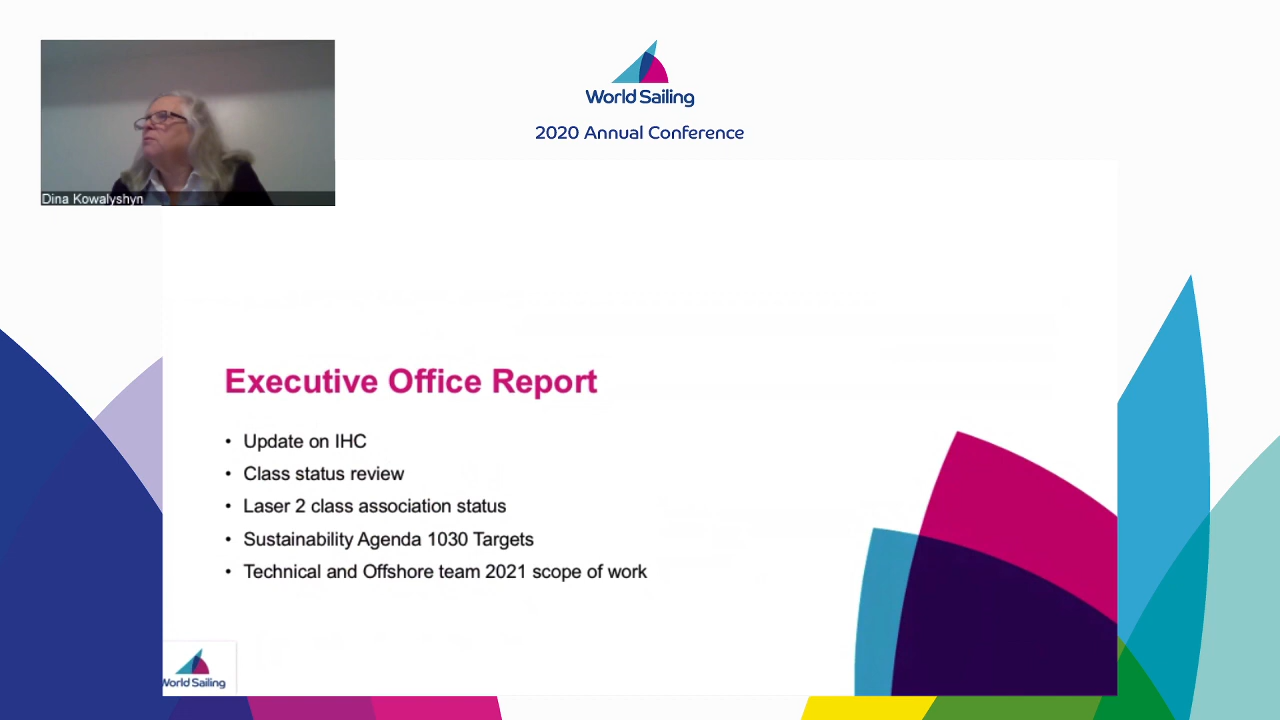 World Sailing
2020 Annual Conference
Dina Kowalyshyn
Executive Office Report
• Update on IHC
• Class status review
• Laser 2 class association status
• Sustainability Agenda 1030 Targets
• Technical and Offshore team 2021 scope of work
World Sailing